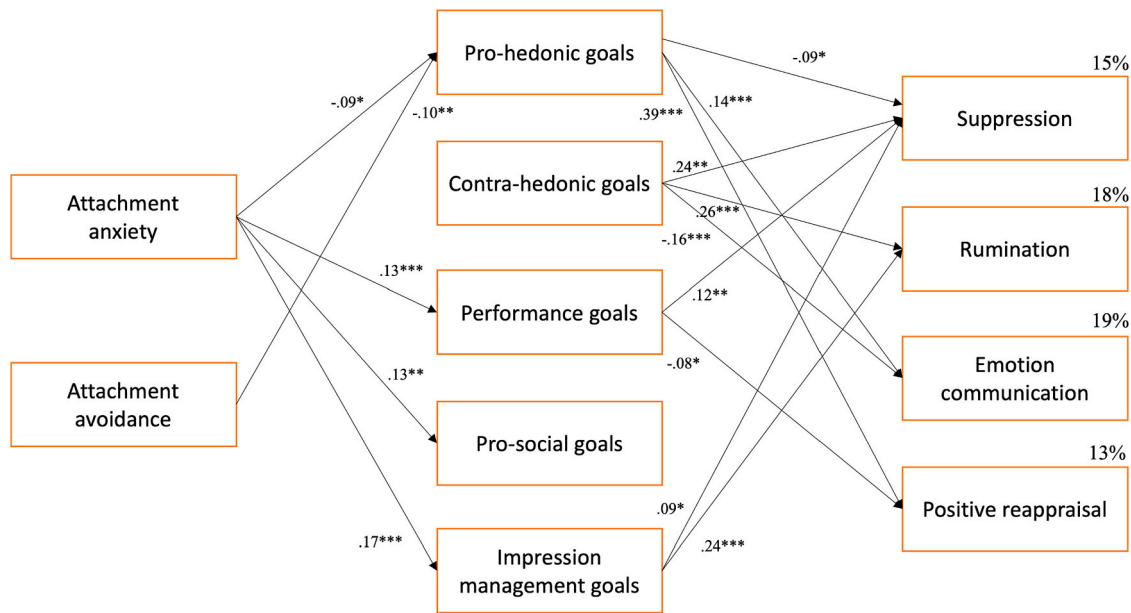 Pro-hedonic goals
-.09*
15%
-.09*
-.10**
.14***
.39***
Suppression
Contra-hedonic goals
.24**
Attachment
anxiety
18%
.26***
-.16***
Rumination
.13***
Performance goals
.12**
19%
-.08*
Emotion
communication
Attachment
avoidance
.13**
Pro-social goals
13%
.09*
Positive reappraisal
.17***
.24***
Impression
management goals